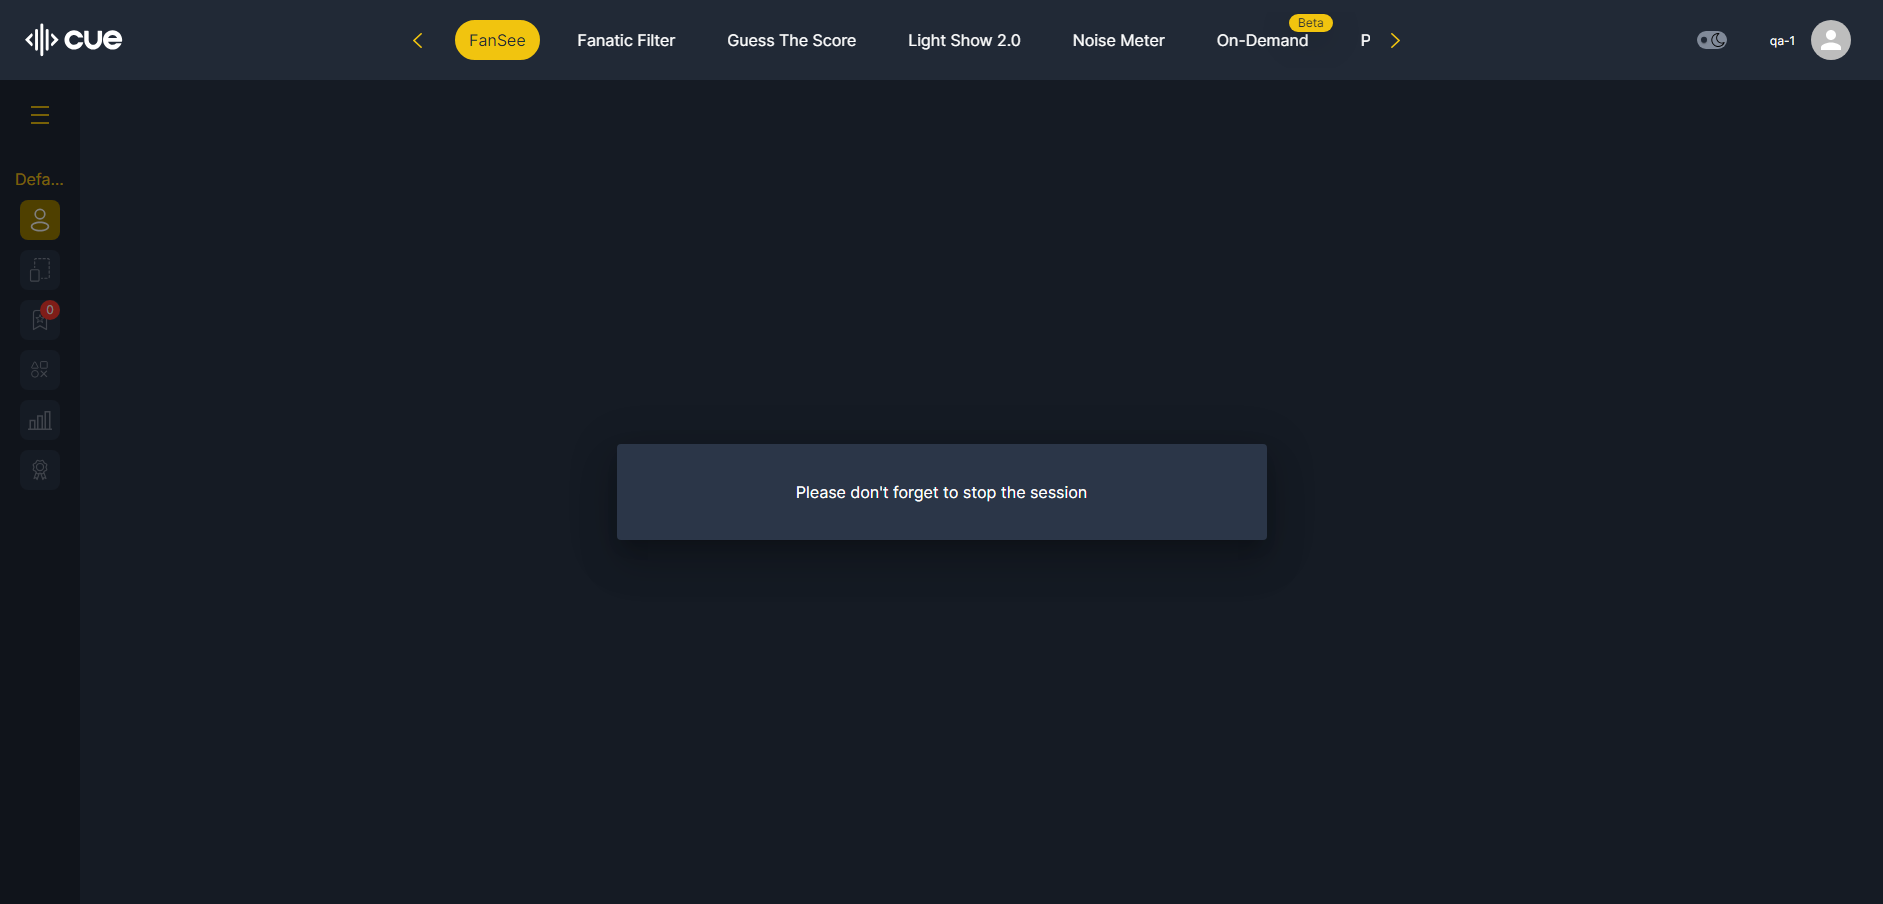 cue
FanSee
Fanatic Filter
Guess The Score
Light Show 2.0
Noise Meter
On-Demand
Beta
P
qa-1
Defa...
0
Please don't forget to stop the session